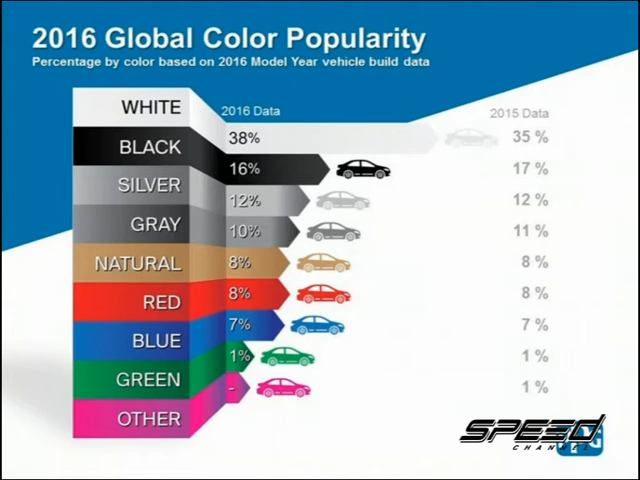 2016 Global Color Popularity
Percentage by color based on 2016 Model Year vehicle build data
2016 Data 2015 Data
WHITE 38% 35 %
BLACK 16% 17 %
SILVER 12% 12 %
GRAY 10% 11 %
NATURAL 8% 8 %
RED 8% 8 %
BLUE 7% 7 %
GREEN 1% 1 %
OTHER - 1 %
SPEED
CHANNEL